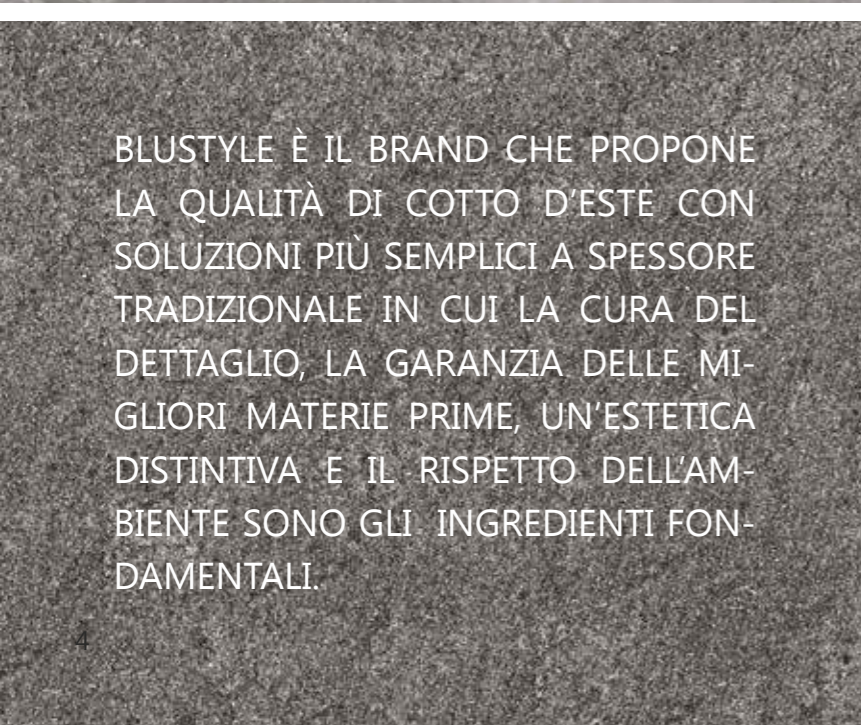 BLUSTYLE È IL BRAND CHE PROPONE
LA QUALITÀ DI COTTO D’ESTE CON
SOLUZIONI PIÙ SEMPLICI A SPESSORE
TRADIZIONALE IN CUI LA CURA DEL
DETTAGLIO, LA GARANZIA DELLE MI-
GLIORI MATERIE PRIME, UN’ESTETICA
DISTINTIVA E IL RISPETTO DELL’AM-
BIENTE SONO GLI  INGREDIENTI FON-
DAMENTALI.
4